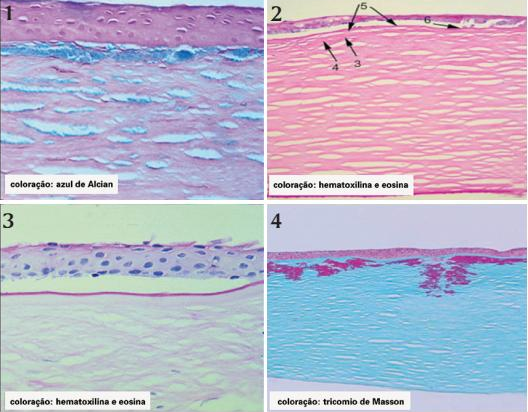 1
coloração: azul de Alcian
2
5
6
4
3
coloração: hematoxilina e eosina
3
coloração: hematoxilina e eosina
4
coloração: tricomio de Masson